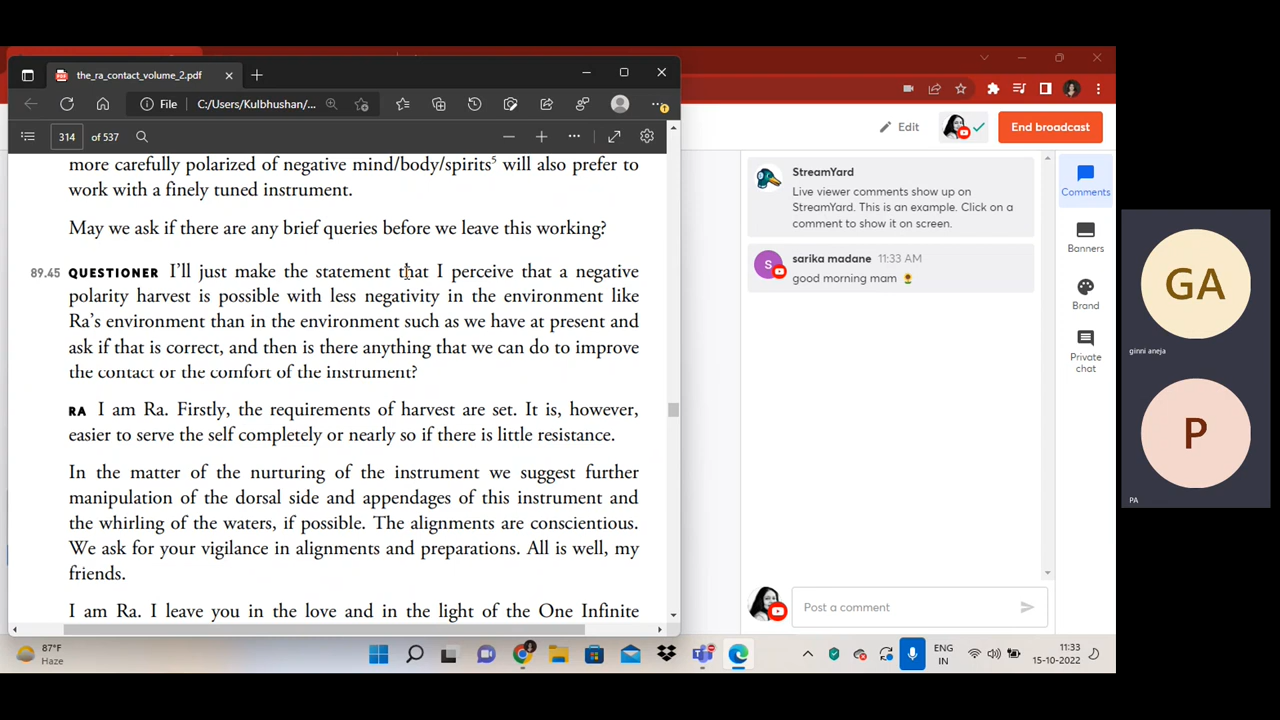 the_ra_contact_volume_2.pdf
File C:/Users/Kulbhushan/...
314 of 537
more carefully polarized of negative mind/body/spirits⁵ will also prefer to
work with a finely tuned instrument.
May we ask if there are any brief queries before we leave this working?
89.45 QUESTIONER I’ll just make the statement that I perceive that a negative
polarity harvest is possible with less negativity in the environment like
Ra’s environment than in the environment such as we have at present and
ask if that is correct, and then is there anything that we can do to improve
the contact or the comfort of the instrument?
RA I am Ra. Firstly, the requirements of harvest are set. It is, however,
easier to serve the self completely or nearly so if there is little resistance.
In the matter of the nurturing of the instrument we suggest further
manipulation of the dorsal side and appendages of this instrument and
the whirling of the waters, if possible. The alignments are conscientious.
We ask for your vigilance in alignments and preparations. All is well, my
friends.
I am Ra. I leave you in the love and in the light of the One Infinite
Edit
End broadcast
StreamYard
Live viewer comments show up on
StreamYard. This is an example. Click on a
comment to show it on screen.
S
sarika madane 11:33 AM
good morning mam
Post a comment
Comments
Banners
Brand
Private
chat
GA
ginni aneja
P
PA
87°F
Haze
ENG
IN
11:33
15-10-2022